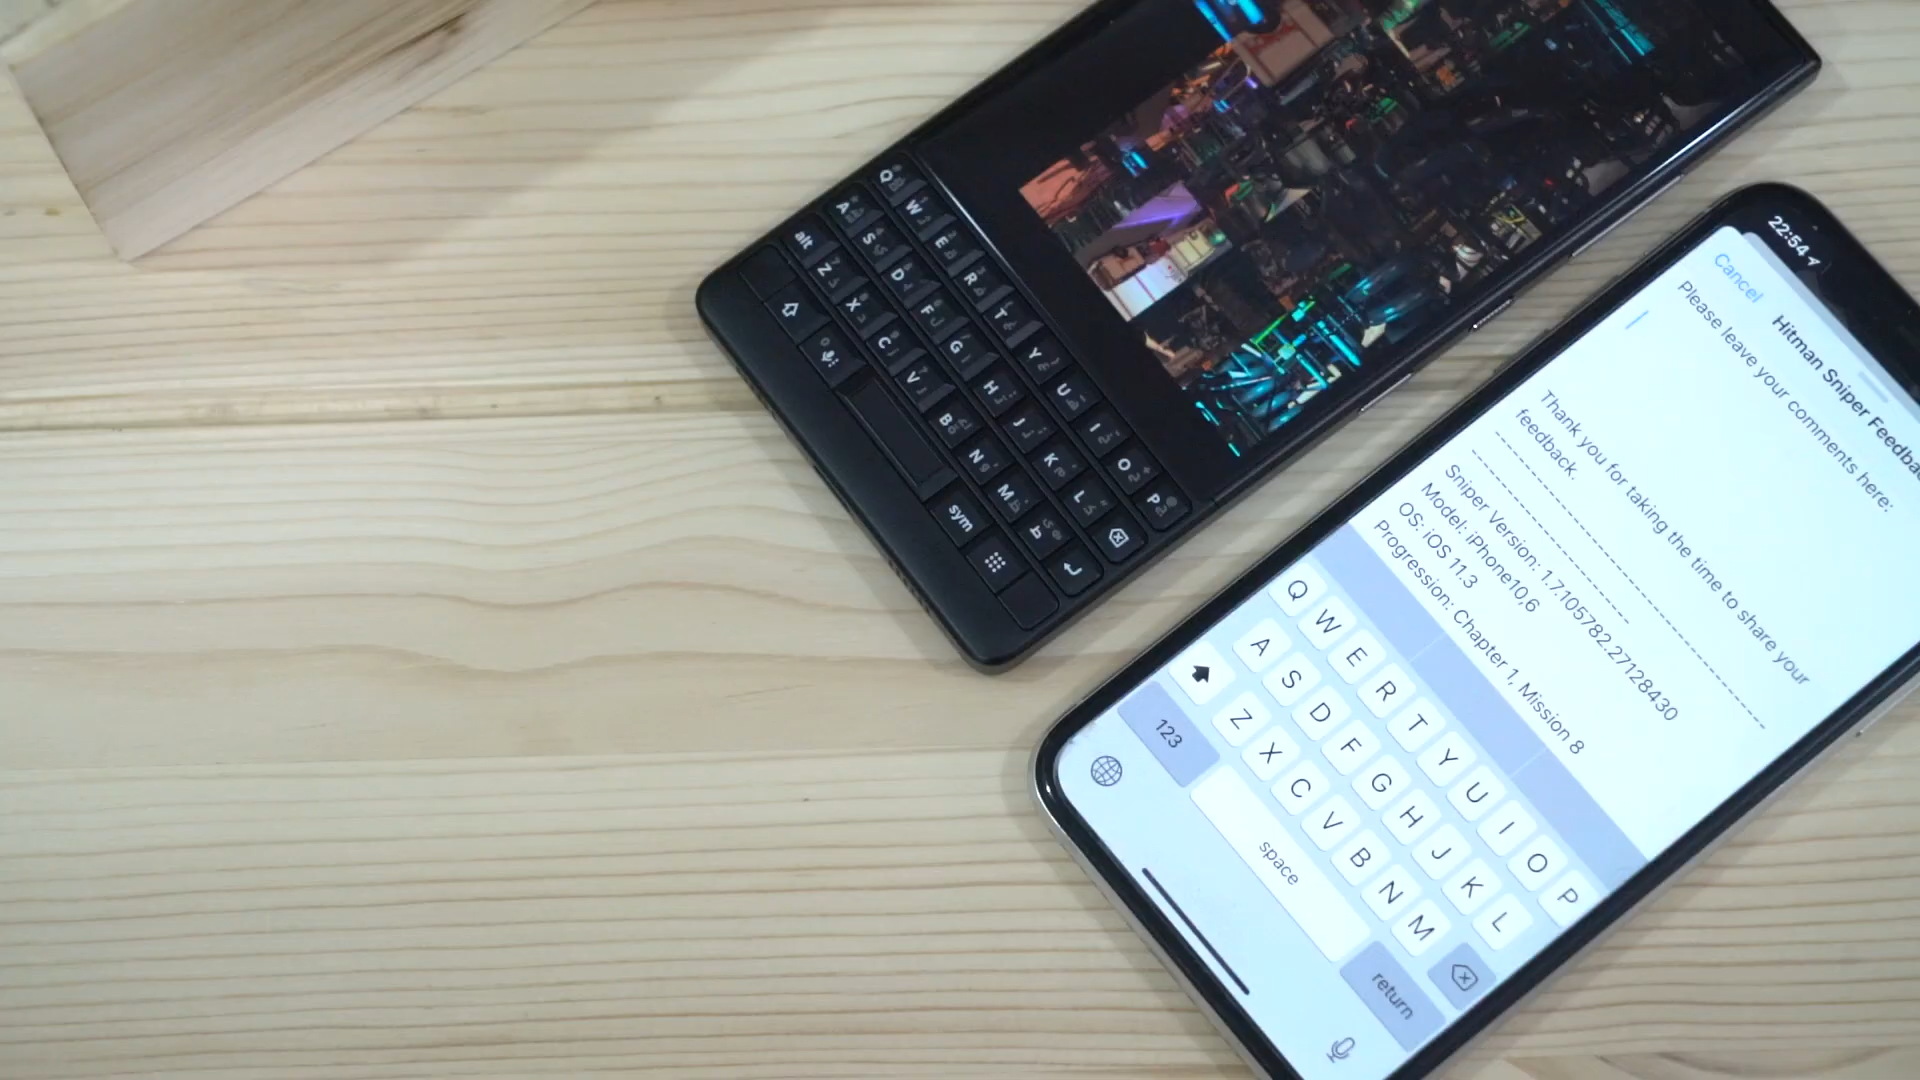 22:54
Cancel
Hitman Sniper Feedba
Please leave your comments here:
Thank you for taking the time to share your
feedback.
--------------------------------------------
-------------------------
Sniper Version: 1.7.105782.27128430
Model: iPhone10,6
OS: iOS 11.3
Progression: Chapter 1, Mission 8
Q W E R T Y U I O P
A S D F G H J K L
Z X C V B N M
123 space return
Q W E R T Y U I O P
A S D F G H J K L
alt Z X C V B N M
sym